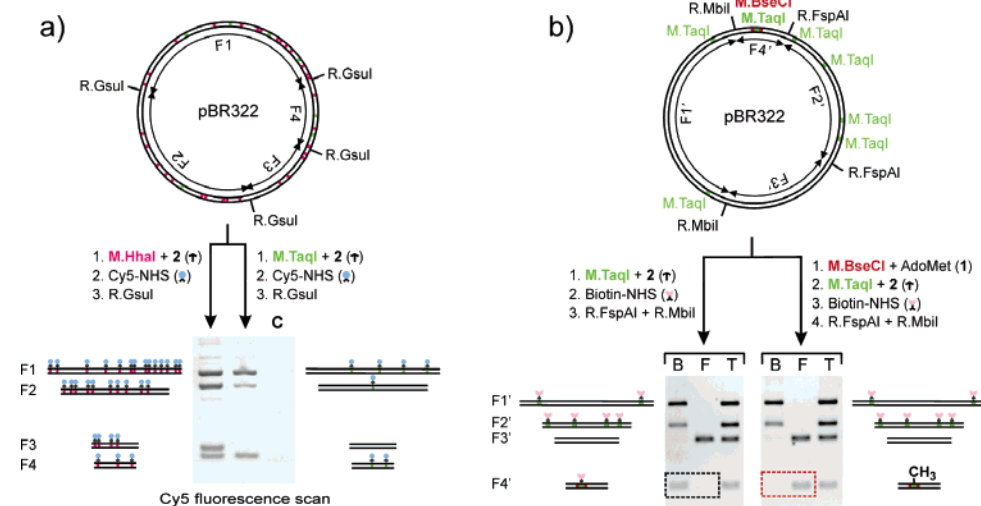 a)
F1
R.GsuI
R.GsuI
pBR322
F4
F2
F3
R.GsuI
R.GsuI
1. M.HhaI + 2 (
2. Cy5-NHS (
3. R.GsuI
1. M.TaqI + 2 (
2. Cy5-NHS (
3. R.GsuI
C
F1
F2
F3
F4
Cy5 fluorescence scan
b)
M.BseCI
R.MbiI
M.TaqI
R.FspAI
M.TaqI
M.TaqI
F4'
M.TaqI
F1'
pBR322
F2'
M.TaqI
M.TaqI
R.FspAI
F3'
M.TaqI
R.MbiI
1. M.TaqI + 2 (
2. Biotin-NHS (
3. R.FspAI + R.MbiI
1. M.BseCI + AdoMet (1)
2. M.TaqI + 2 (
3. Biotin-NHS (
4. R.FspAI + R.MbiI
B F T
B F T
F1'
F2'
F3'
F4'
CH3